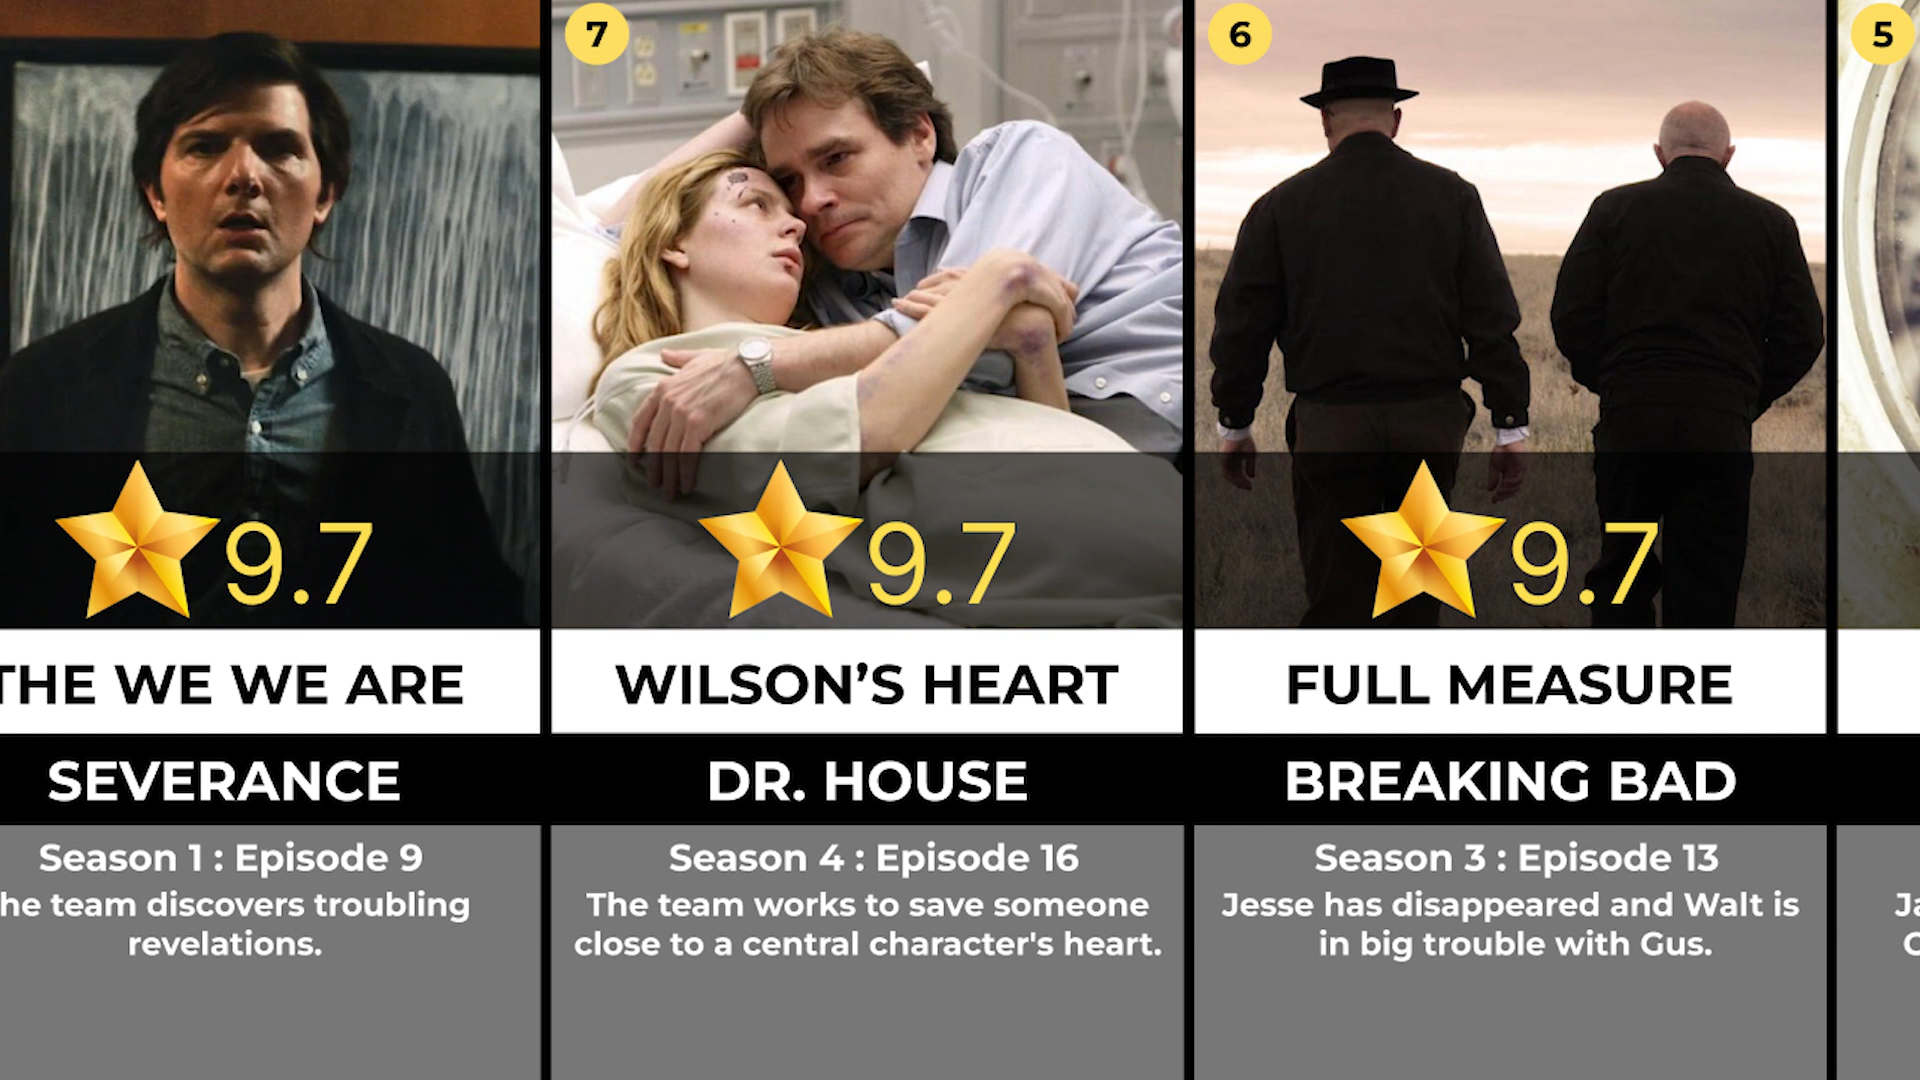 9.7
THE WE WE ARE
SEVERANCE
Season 1 : Episode 9
he team discovers troubling
revelations.
7
9.7
WILSON’S HEART
DR. HOUSE
Season 4 : Episode 16
The team works to save someone
close to a central character's heart.
6
9.7
FULL MEASURE
BREAKING BAD
Season 3 : Episode 13
Jesse has disappeared and Walt is
in big trouble with Gus.
5